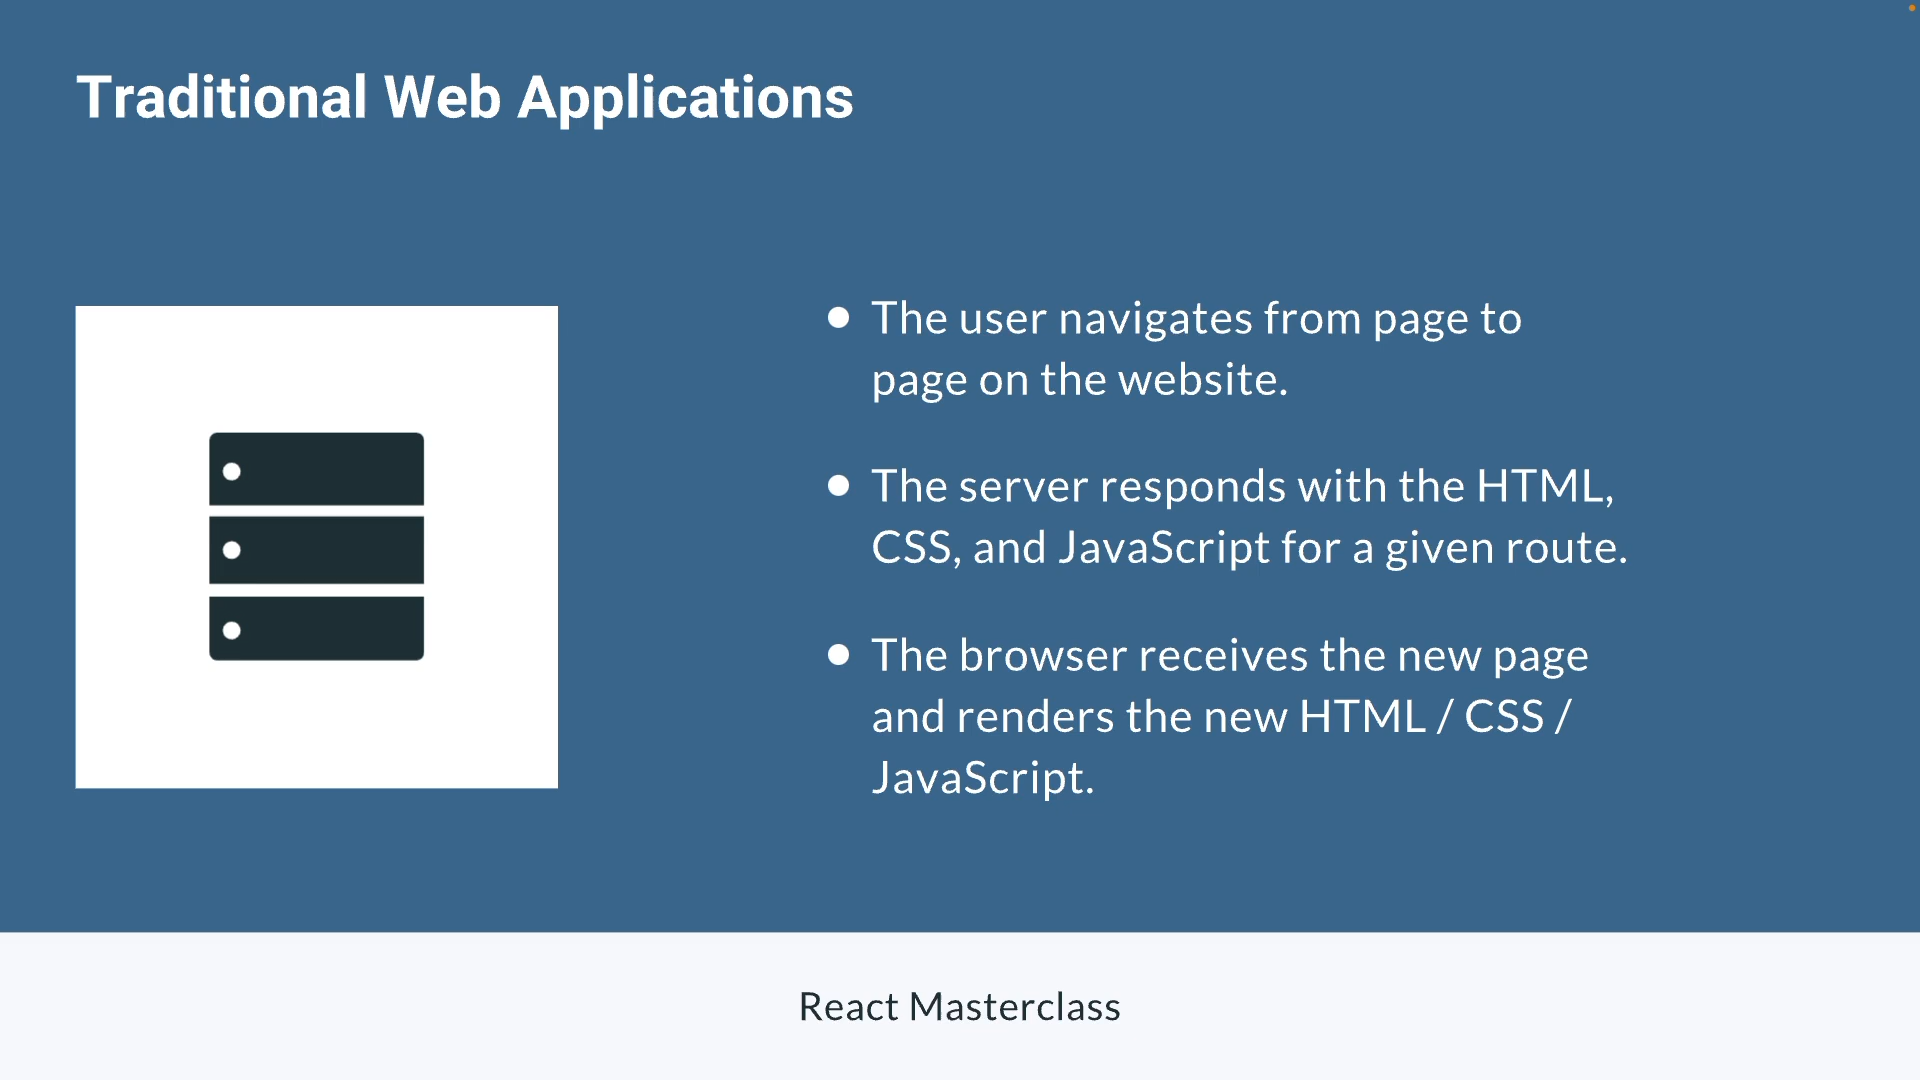 Traditional Web Applications
The user navigates from page to
page on the website.
The server responds with the HTML,
CSS, and JavaScript for a given route.
The browser receives the new page
and renders the new HTML / CSS /
JavaScript.
React Masterclass